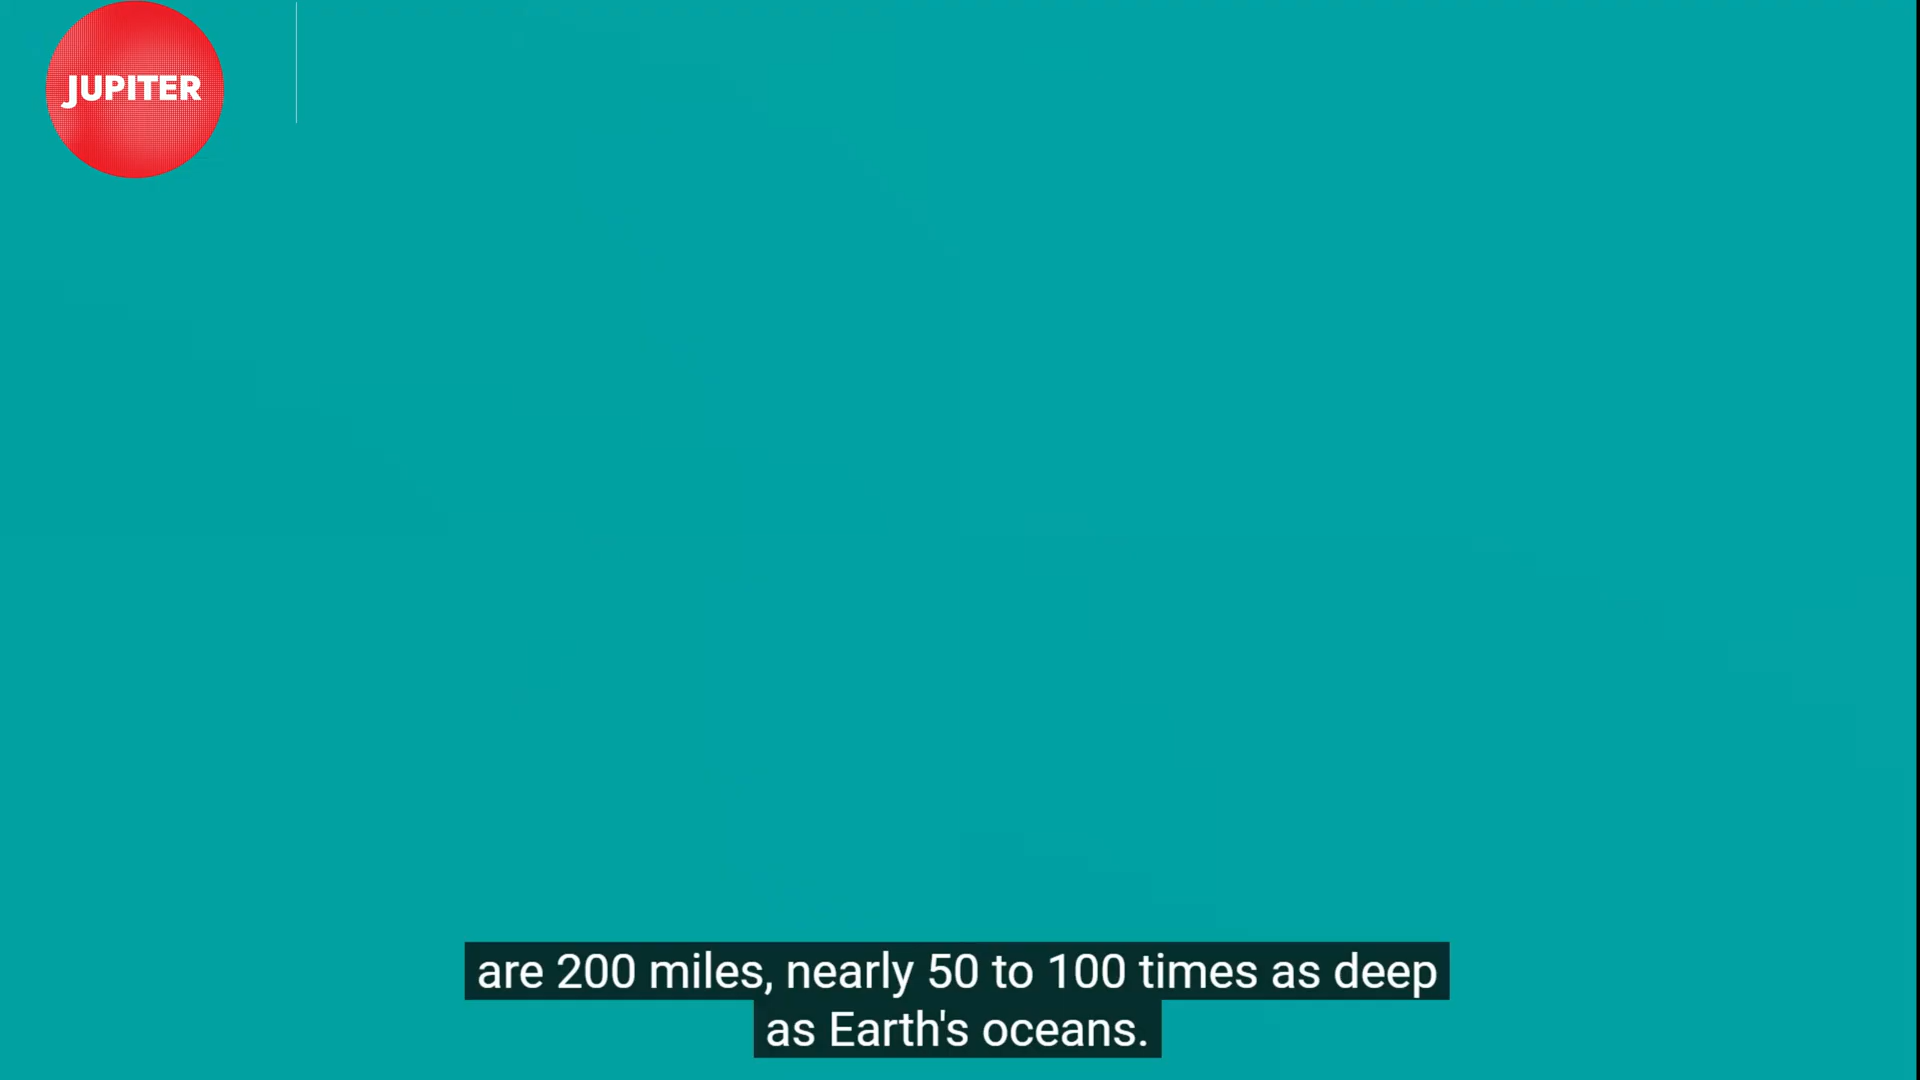 JUPITER
are 200 miles, nearly 50 to 100 times as deep
as Earth's oceans.